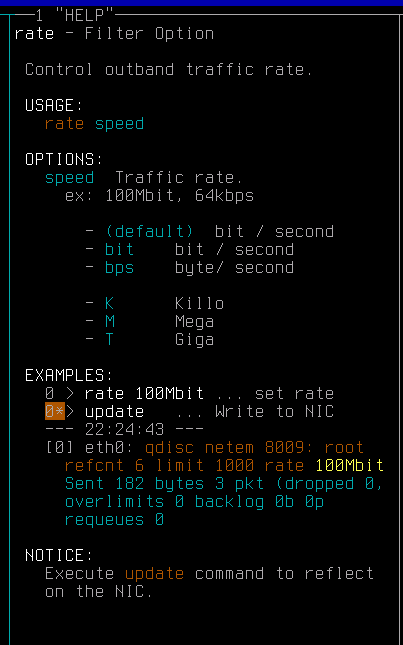 1 "HELP"
rate - Filter Option
Control outband traffic rate.
USAGE:
rate speed
OPTIONS:
speed  Traffic rate.
ex: 100Mbit, 64kbps
- (default)  bit / second
- bit    bit / second
- bps    byte/ second
- K      Killo
- M      Mega
- T      Giga
EXAMPLES:
0 > rate 100Mbit ... set rate
0*> update   ... Write to NIC
--- 22:24:43 ---
[0] eth0: qdisc netem 8009: root
refcnt 6 limit 1000 rate 100Mbit
Sent 182 bytes 3 pkt (dropped 0,
overlimits 0 backlog 0b 0p
requeues 0
NOTICE:
Execute update command to reflect
on the NIC.